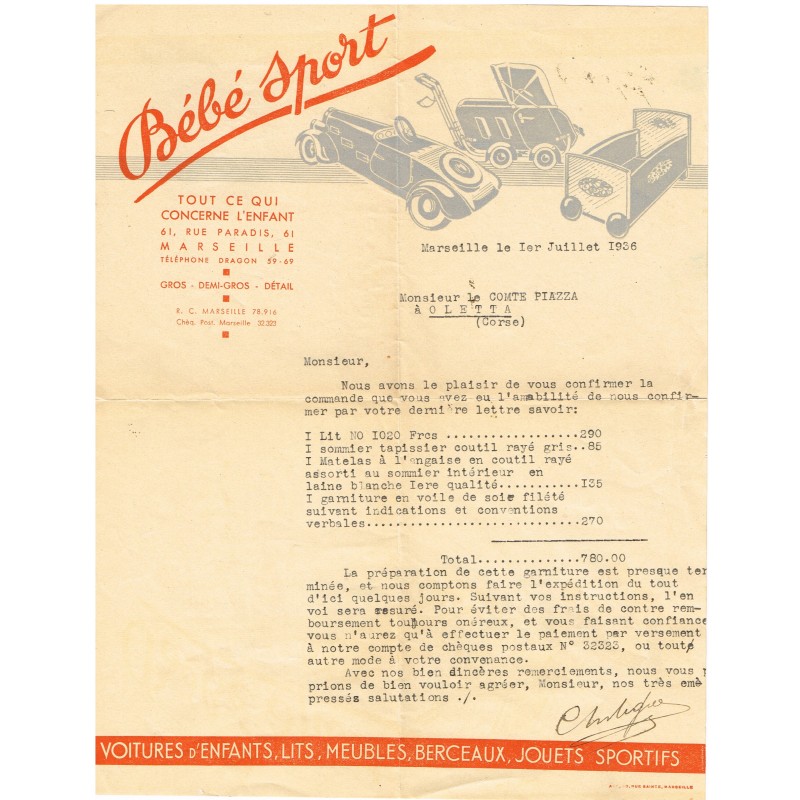 Bébé Sport
TOUT CE QUI
CONCERNE L'ENFANT
61, RUE PARADIS, 61
MARSEILLE
TÉLÉPHONE DRAGON 59-69
GROS - DEMI-GROS - DÉTAIL
R. C. MARSEILLE 78.916
Chèq. Post. Marseille 32.323
Marseille le Ier Juillet I936
Monsieur le COMTE PIAZZA
à OLETTA
(Corse)
Monsieur,
Nous avons le plaisir de vous confirmer la
commande que vous avez eu l'amabilité de nous confir-
mer par votre dernière lettre savoir:
I Lit NO I020 Frcs ..................290
I sommier tapissier coutil rayé gris..85
I Matelas à l'angaise en coutil rayé
assorti au sommier intérieur en
laine blanche Iere qualité...........I35
I garniture en voile de soie filété
suivant indications et conventions
verbales.............................270
Total..............780.00
La préparation de cette garniture est presque ter
minée, et nous comptons faire l'expédition du tout
d'ici quelques jours. Suivant vos instructions, l'en
voi sera assuré. Pour éviter des frais de contre rem-
boursement toujours onéreux, et vous faisant confiance
vous n'aurez qu'à effectuer le paiement par versement
à notre compte de chèques postaux N° 32323, ou toute
autre mode à votre convenance.
Avec nos bien dincères remerciements, nous vous p
prions de bien vouloir agréer, Monsieur, nos très em
pressés salutations ./.
VOITURES D'ENFANTS, LITS, MEUBLES, BERCEAUX, JOUETS SPORTIFS
RUE SAINTE, MARSEILLE